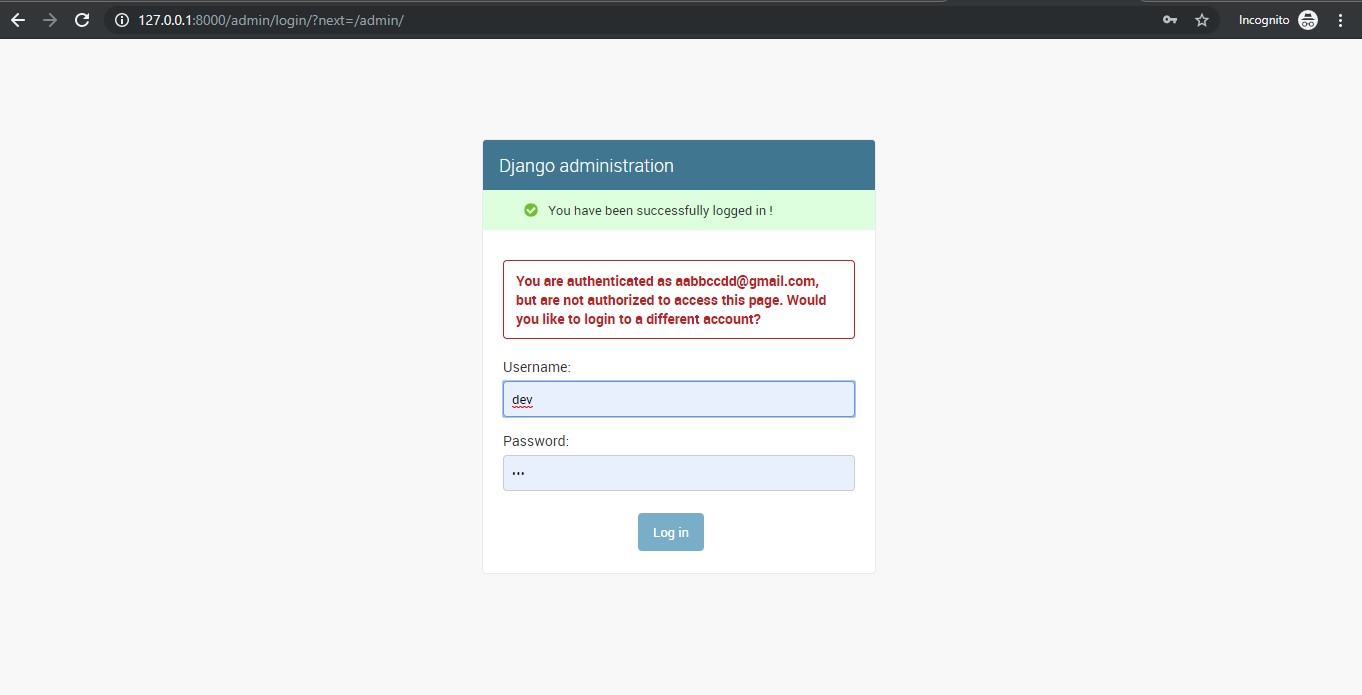 127.0.0.1:8000/admin/login/?next=/admin/
Incognito
Django administration
You have been successfully logged in !
You are authenticated as aabbccdd@gmail.com,
but are not authorized to access this page. Would
you like to login to a different account?
Username:
dev
Password:
Log in